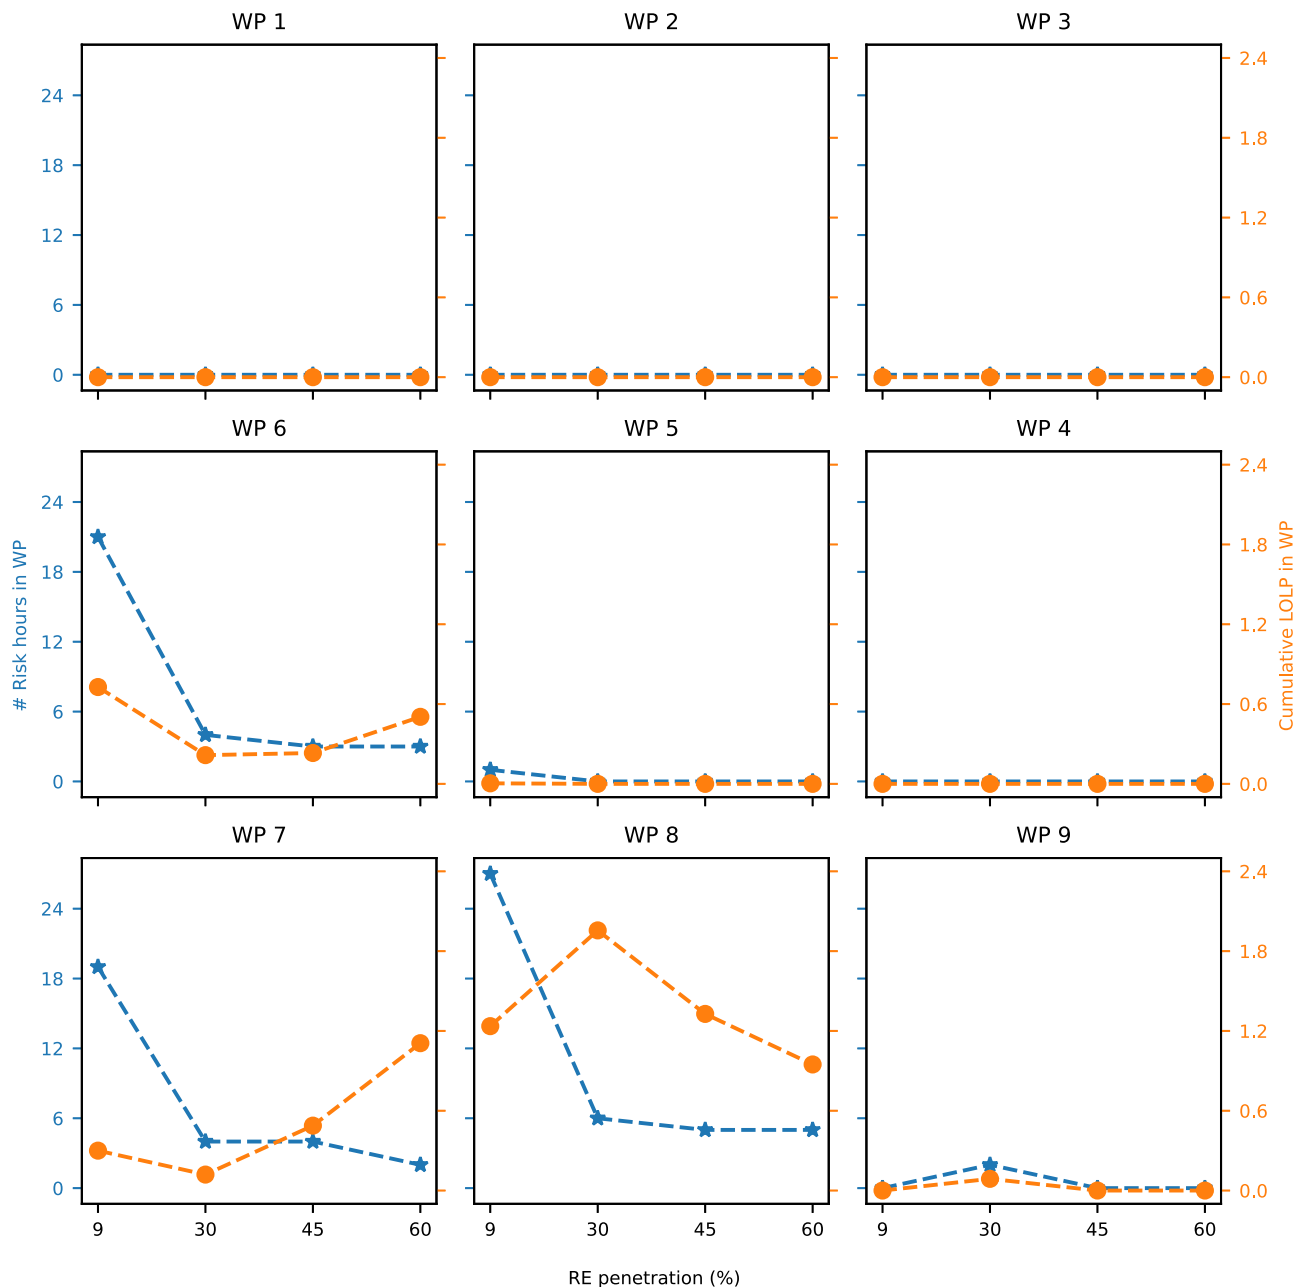 WP 1
WP 2
WP 3
24
18
12
6
0
2.4
1.8
1.2
0.6
0.0
WP 6
WP 5
WP 4
# Risk hours in WP
24
18
12
6
0
2.4
1.8
1.2
0.6
0.0
Cumulative LOLP in WP
WP 7
WP 8
WP 9
24
18
12
6
0
2.4
1.8
1.2
0.6
0.0
9 30 45 60
9 30 45 60
9 30 45 60
RE penetration (%)